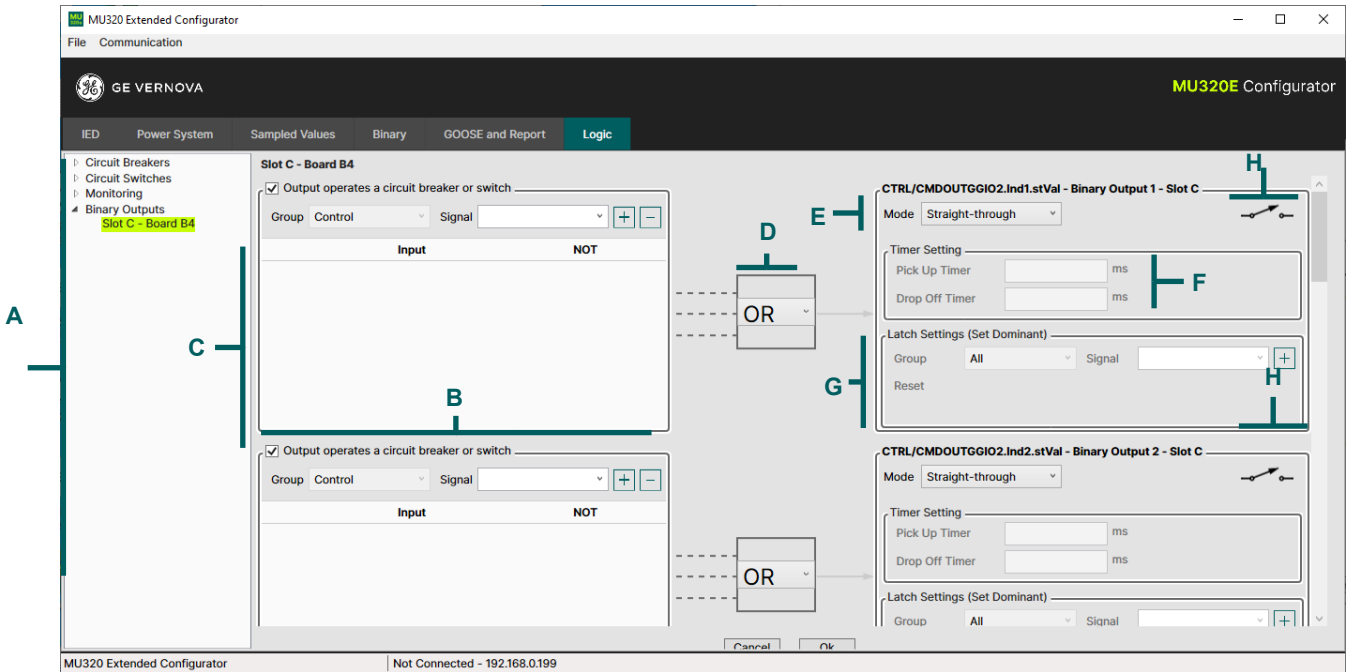 MU320 Extended Configurator
File Communication
GE VERNOVA
MU320E Configurator
IED Power System Sampled Values Binary GOOSE and Report Logic
Circuit Breakers
Circuit Switches
Monitoring
Binary Outputs
Slot C - Board B4
A
Slot C - Board B4
Output operates a circuit breaker or switch
Group Control Signal
Input NOT
C
B
D
OR
E
H
CTRL/CMDOUTGGIO2.Ind1.stVal - Binary Output 1 - Slot C
Mode Straight-through
Timer Setting
Pick Up Timer ms
Drop Off Timer ms
F
Latch Settings (Set Dominant)
Group All Signal
Reset
G
H
Output operates a circuit breaker or switch
Group Control Signal
Input NOT
OR
CTRL/CMDOUTGGIO2.Ind2.stVal - Binary Output 2 - Slot C
Mode Straight-through
Timer Setting
Pick Up Timer ms
Drop Off Timer ms
Latch Settings (Set Dominant)
Group All Signal
Cancel Ok
MU320 Extended Configurator Not Connected - 192.168.0.199